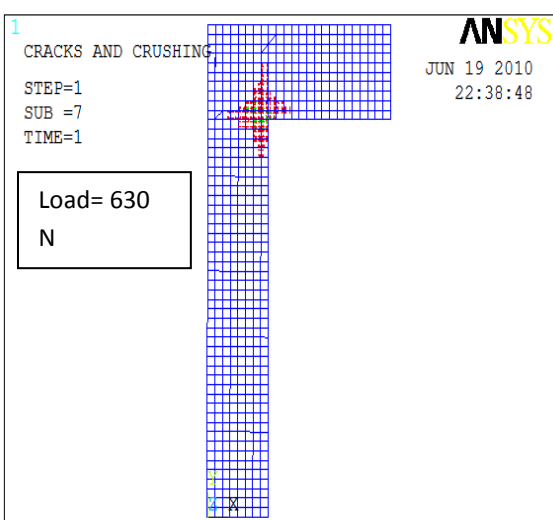 1
CRACKS AND CRUSHING
STEP=1
SUB =7
TIME=1
ANSYS
JUN 19 2010
22:38:48
Load= 630
N
Y
Z X